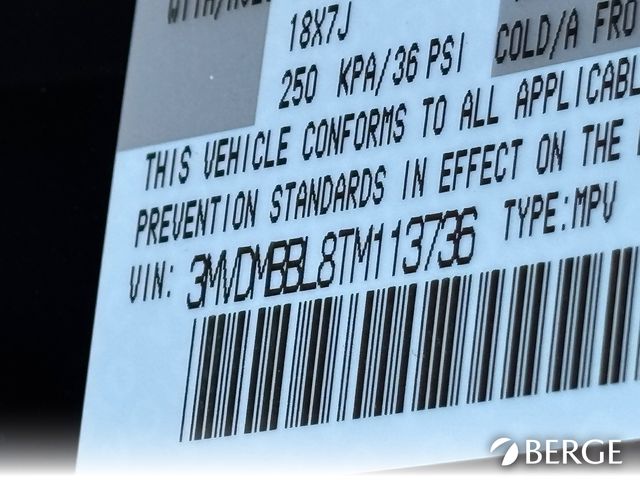 18X7J
250 KPA/36 PSI
COLD/A FRO
THIS VEHICLE CONFORMS TO ALL APPLICABL
PREVENTION STANDARDS IN EFFECT ON THE
VIN: 3MVDMBBL8TM113736 TYPE:MPV
BERGE